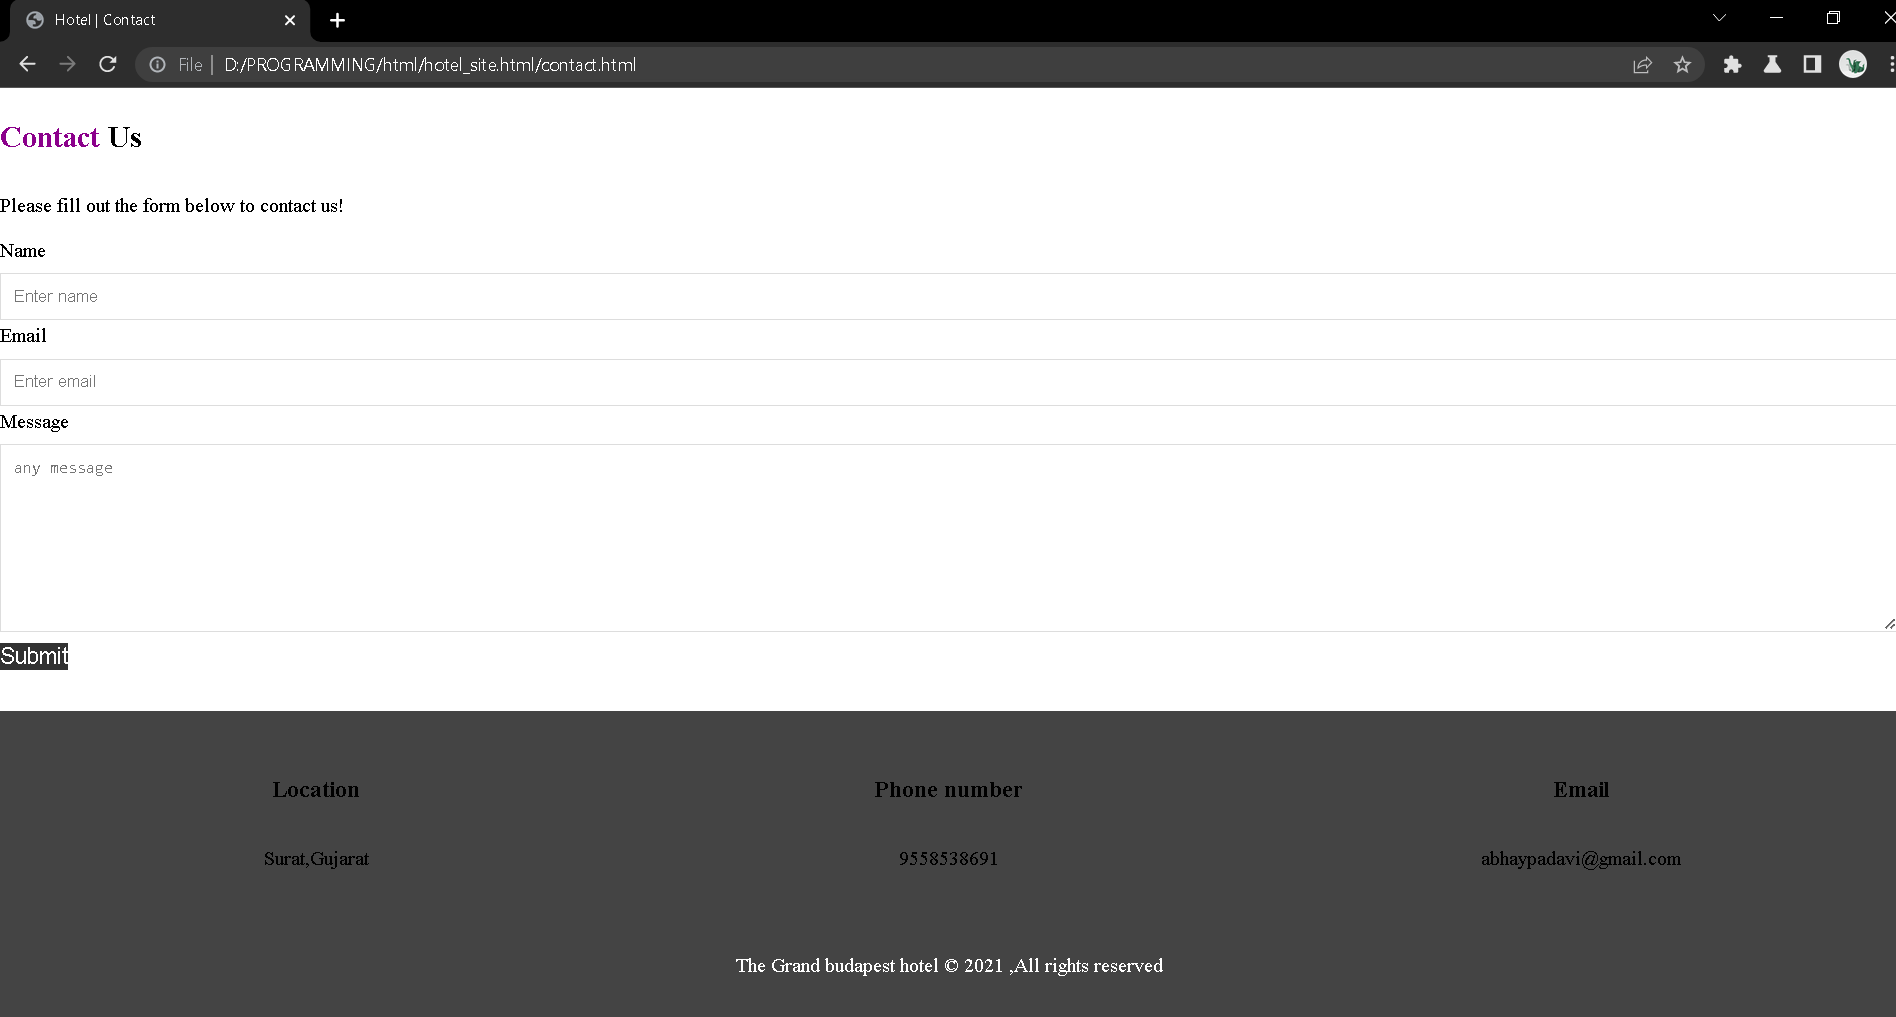 Hotel | Contact
File | D:/PROGRAMMING/html/hotel_site.html/contact.html
Contact Us
Please fill out the form below to contact us!
Name
Enter name
Email
Enter email
Message
any message
Submit
Location Phone number Email
Surat,Gujarat 9558538691 abhaypadavi@gmail.com
The Grand budapest hotel © 2021 ,All rights reserved